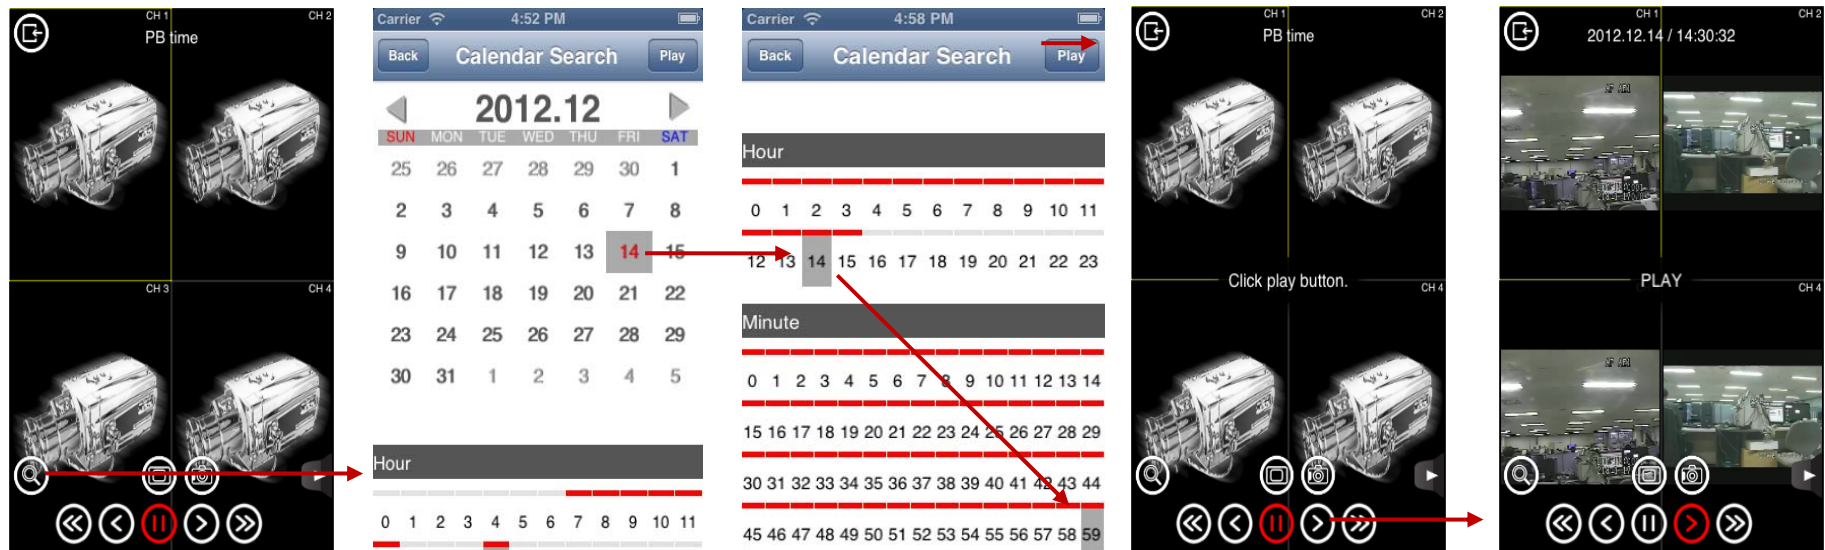 CH 1
CH 2
PB time
CH 3
CH 4
Carrier 4:52 PM
Back Calendar Search Play
2012.12
SUN MON TUE WED THU FRI SAT
25 26 27 28 29 30 1
2 3 4 5 6 7 8
9 10 11 12 13 14 15
16 17 18 19 20 21 22
23 24 25 26 27 28 29
30 31 1 2 3 4 5
Hour
0 1 2 3 4 5 6 7 8 9 10 11
Carrier 4:58 PM
Back Calendar Search Play
Hour
0 1 2 3 4 5 6 7 8 9 10 11
12 13 14 15 16 17 18 19 20 21 22 23
Minute
0 1 2 3 4 5 6 7 8 9 10 11 12 13 14
15 16 17 18 19 20 21 22 23 24 25 26 27 28 29
30 31 32 33 34 35 36 37 38 39 40 41 42 43 44
45 46 47 48 49 50 51 52 53 54 55 56 57 58 59
CH 1
CH 2
PB time
Click play button.
CH 4
CH 1
CH 2
2012.12.14 / 14:30:32
PLAY
CH 4